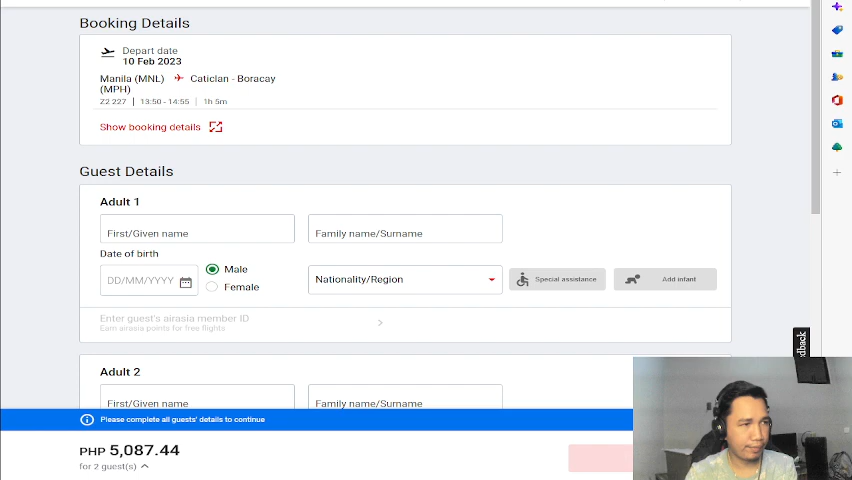 Booking Details
Depart date
10 Feb 2023
Manila (MNL) Caticlan - Boracay
(MPH)
Z2 227 | 13:50 - 14:55 | 1h 5m
Show booking details
Guest Details
Adult 1
First/Given name Family name/Surname
Date of birth
DD/MM/YYYY Male Nationality/Region Special assistance Add infant
Female
Enter guest's airasia member ID
Earn airasia points for free flights
Adult 2
First/Given name Family name/Surname
Please complete all guests' details to continue
PHP 5,087.44
for 2 guest(s)